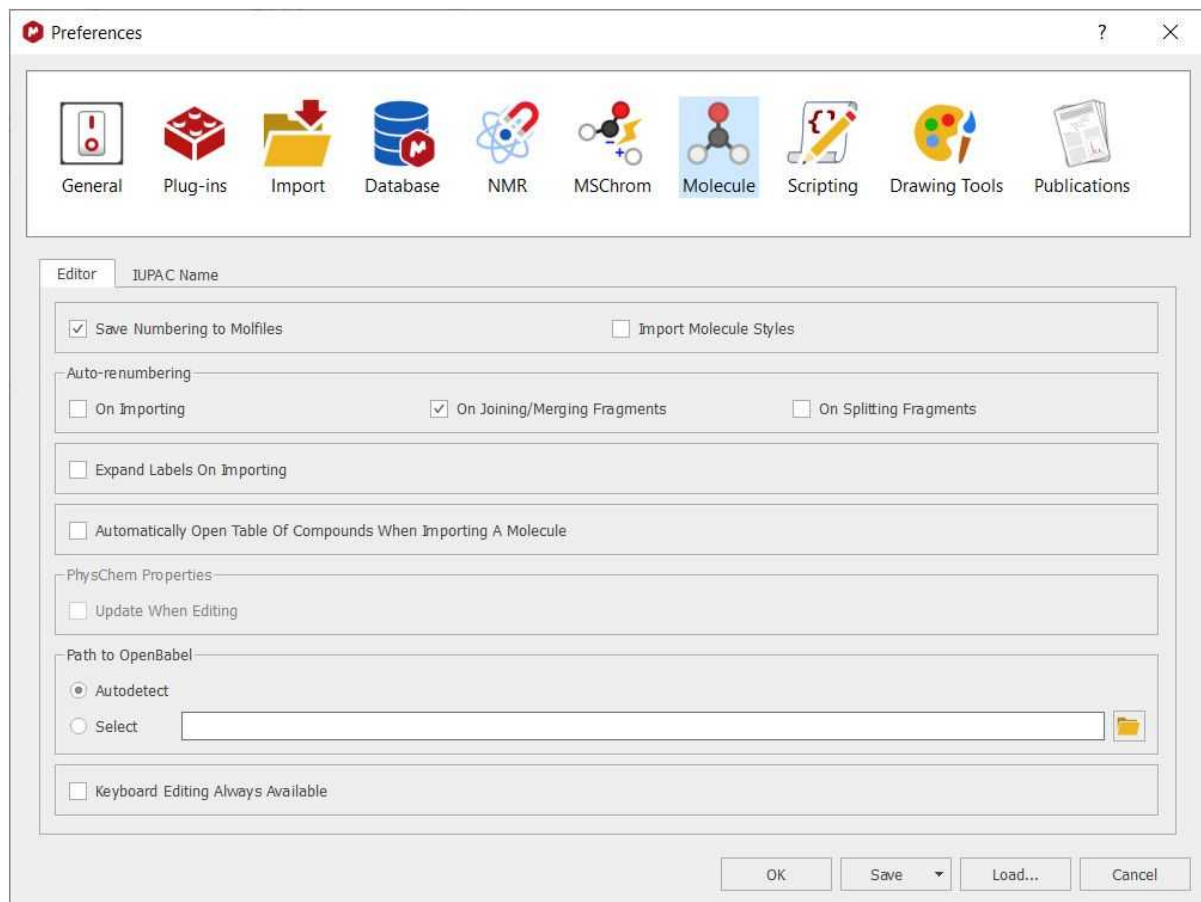 Preferences
?
General Plug-ins Import Database NMR MSChrom Molecule Scripting Drawing Tools Publications
Editor IUPAC Name
Save Numbering to Molfiles Import Molecule Styles
Auto-renumbering
On Importing On Joining/Merging Fragments On Splitting Fragments
Expand Labels On Importing
Automatically Open Table Of Compounds When Importing A Molecule
PhysChem Properties
Update When Editing
Path to OpenBabel
Autodetect
Select
Keyboard Editing Always Available
OK Save Load... Cancel